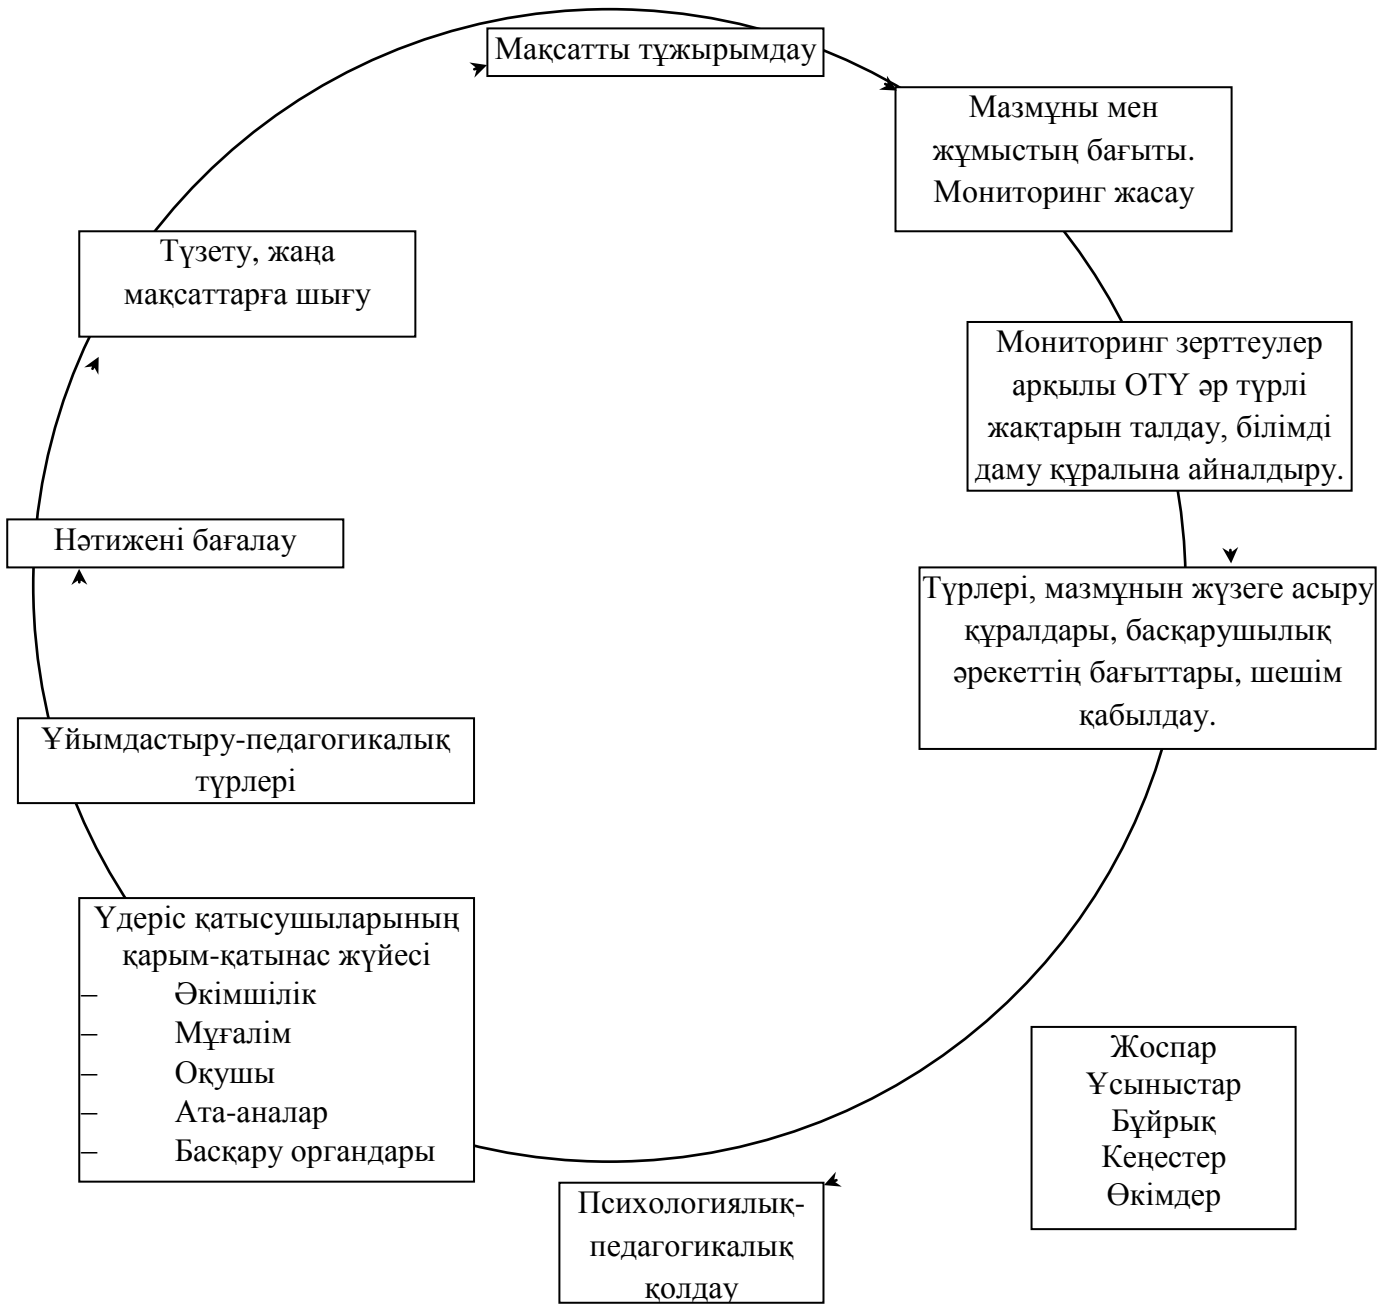 Мақсатты тұжырымдау
Мазмұны мен
жұмыстың бағыты.
Мониторинг жасау
Түзету, жаңа
мақсаттарға шығу
Мониторинг зерттеулер
арқылы ОТҮ әр түрлі
жақтарын талдау, білімді
даму құралына айналдыру.
Нәтижені бағалау
Түрлері, мазмұнын жүзеге асыру
құралдары, басқарушылық
әрекеттің бағыттары, шешім
қабылдау.
Ұйымдастыру-педагогикалық
түрлері
Үдеріс қатысушыларының
қарым-қатынас жүйесі
– Әкімшілік
– Мұғалім
– Оқушы
– Ата-аналар
– Басқару органдары
Жоспар
Ұсыныстар
Бұйрық
Кеңестер
Өкімдер
Психологиялық-
педагогикалық
қолдау